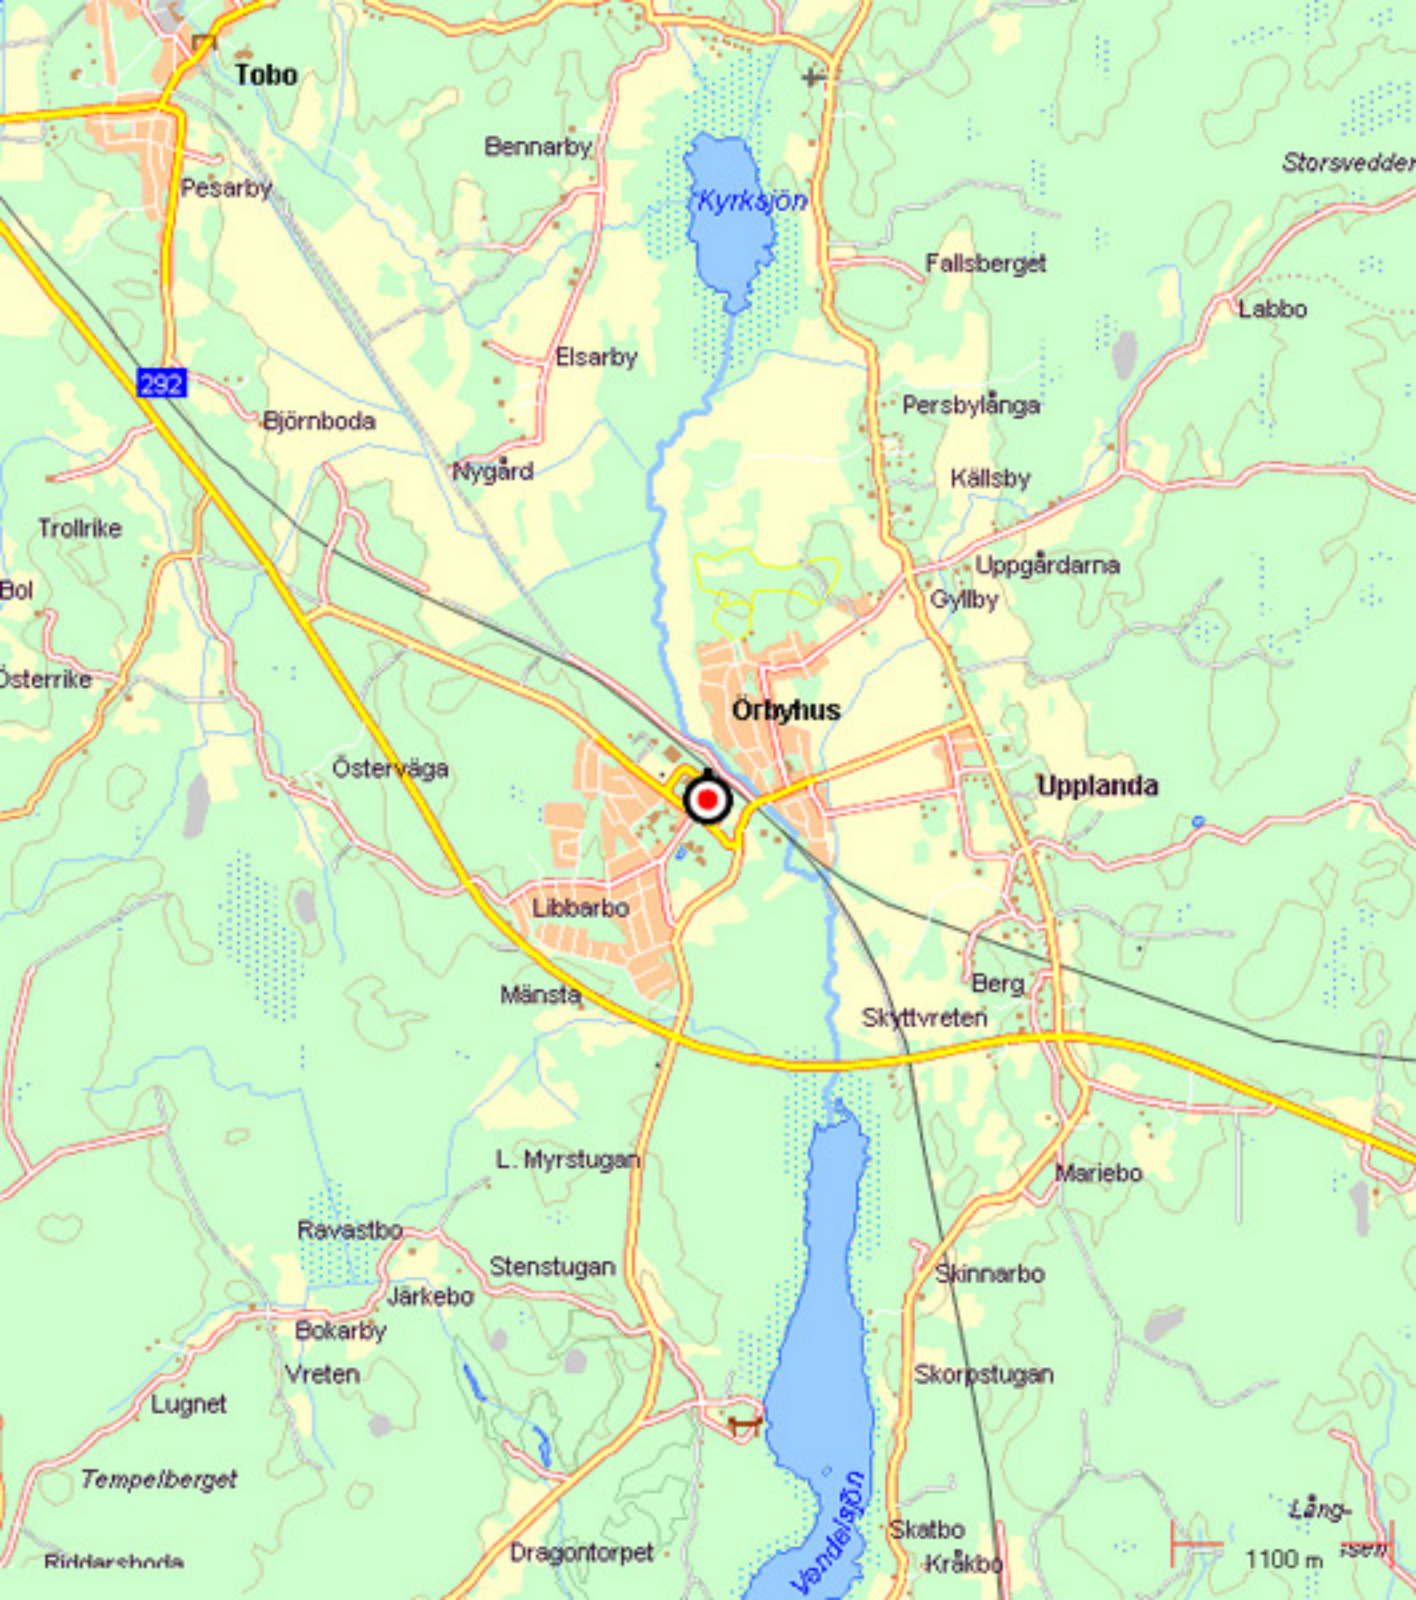 Tobo
Bennarby
Storsvedden
Pesarby
Kyrksjön
Fallsberget
Labbo
Elsarby
292
Persbylånga
Björnboda
Nygård
Källsby
Trollrike
Uppgårdarna
Bol
Gyllby
Österrike
Örbyhus
Österväga
Upplanda
Libbarbo
Berg
Mänsta
Skyttvreten
L. Myrstugan
Mariebo
Ravastbo
Stenstugan
Skinnarbo
Järkebo
Bokarby
Vreten
Skorpstugan
Lugnet
Tempelberget
Vendelsjön
Lång-
Skatbo
Dragontorpet
1100 m
Riddarsboda
Kråkbo